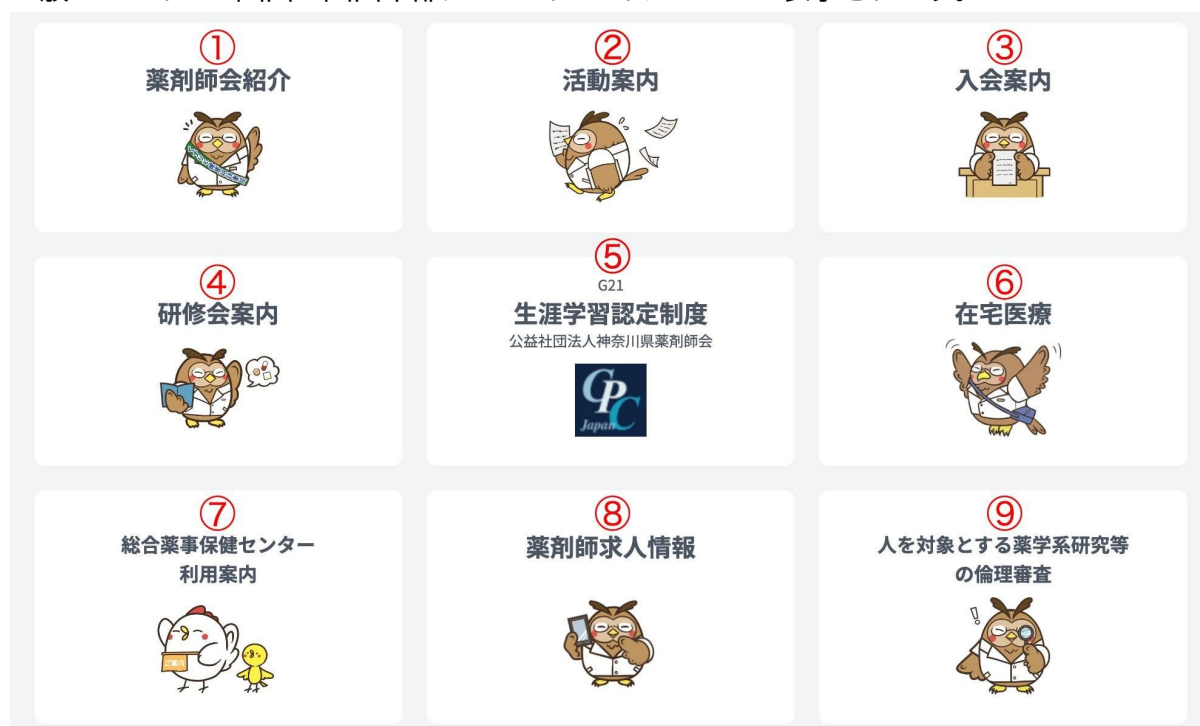 ①
薬剤師会紹介
②
活動案内
③
入会案内
④
研修会案内
⑤
G21
生涯学習認定制度
公益社団法人神奈川県薬剤師会
CPC
Japan
⑥
在宅医療
⑦
総合薬事保健センター
利用案内
ご案内
⑧
薬剤師求人情報
⑨
人を対象とする薬学系研究等
の倫理審査